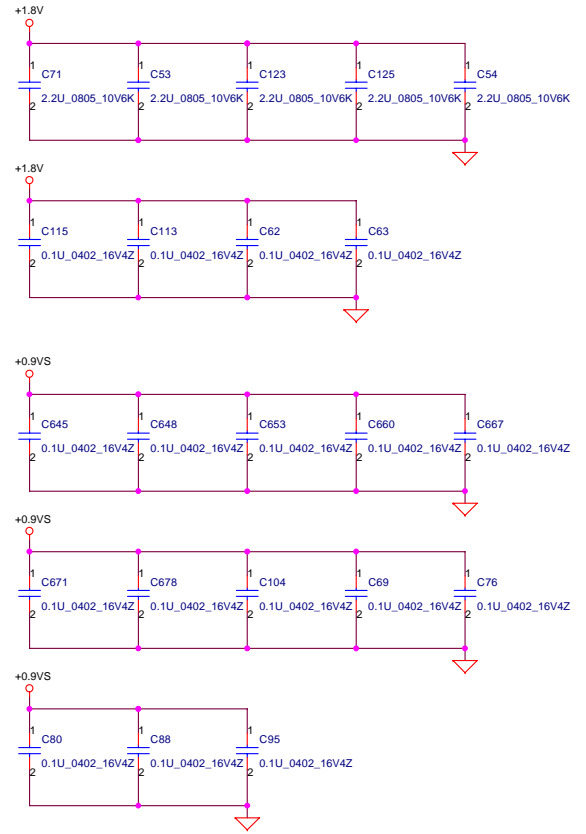 +1.8V
1 1 1 1 1
C71 C53 C123 C125 C54
2.2U_0805_10V6K 2.2U_0805_10V6K 2.2U_0805_10V6K 2.2U_0805_10V6K 2.2U_0805_10V6K
2 2 2 2 2
+1.8V
1 1 1 1
C115 C113 C62 C63
0.1U_0402_16V4Z 0.1U_0402_16V4Z 0.1U_0402_16V4Z 0.1U_0402_16V4Z
2 2 2 2
+0.9VS
1 1 1 1 1
C645 C648 C653 C660 C667
0.1U_0402_16V4Z 0.1U_0402_16V4Z 0.1U_0402_16V4Z 0.1U_0402_16V4Z 0.1U_0402_16V4Z
2 2 2 2 2
+0.9VS
1 1 1 1 1
C671 C678 C104 C69 C76
0.1U_0402_16V4Z 0.1U_0402_16V4Z 0.1U_0402_16V4Z 0.1U_0402_16V4Z 0.1U_0402_16V4Z
2 2 2 2 2
+0.9VS
1 1 1
C80 C88 C95
0.1U_0402_16V4Z 0.1U_0402_16V4Z 0.1U_0402_16V4Z
2 2 2